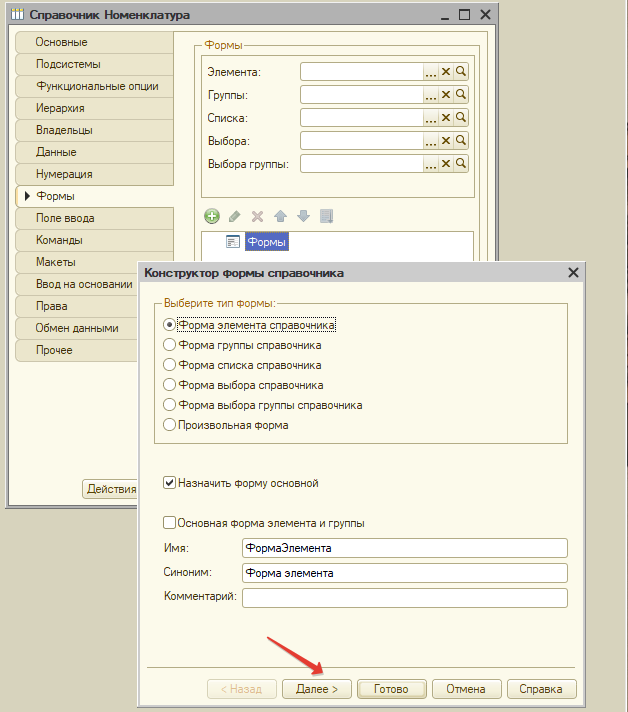 Справочник Номенклатура
Основные
Подсистемы
Функциональные опции
Иерархия
Владельцы
Данные
Нумерация
Формы
Поле ввода
Команды
Макеты
Ввод на основании
Права
Обмен данными
Прочее
Формы
Элемента:
Группы:
Списка:
Выбора:
Выбора группы:
Формы
Действия
Конструктор формы справочника
Выберите тип формы:
Форма элемента справочника
Форма группы справочника
Форма списка справочника
Форма выбора справочника
Форма выбора группы справочника
Произвольная форма
Назначить форму основной
Основная форма элемента и группы
Имя: ФормаЭлемента
Синоним: Форма элемента
Комментарий:
< Назад Далее > Готово Отмена Справка